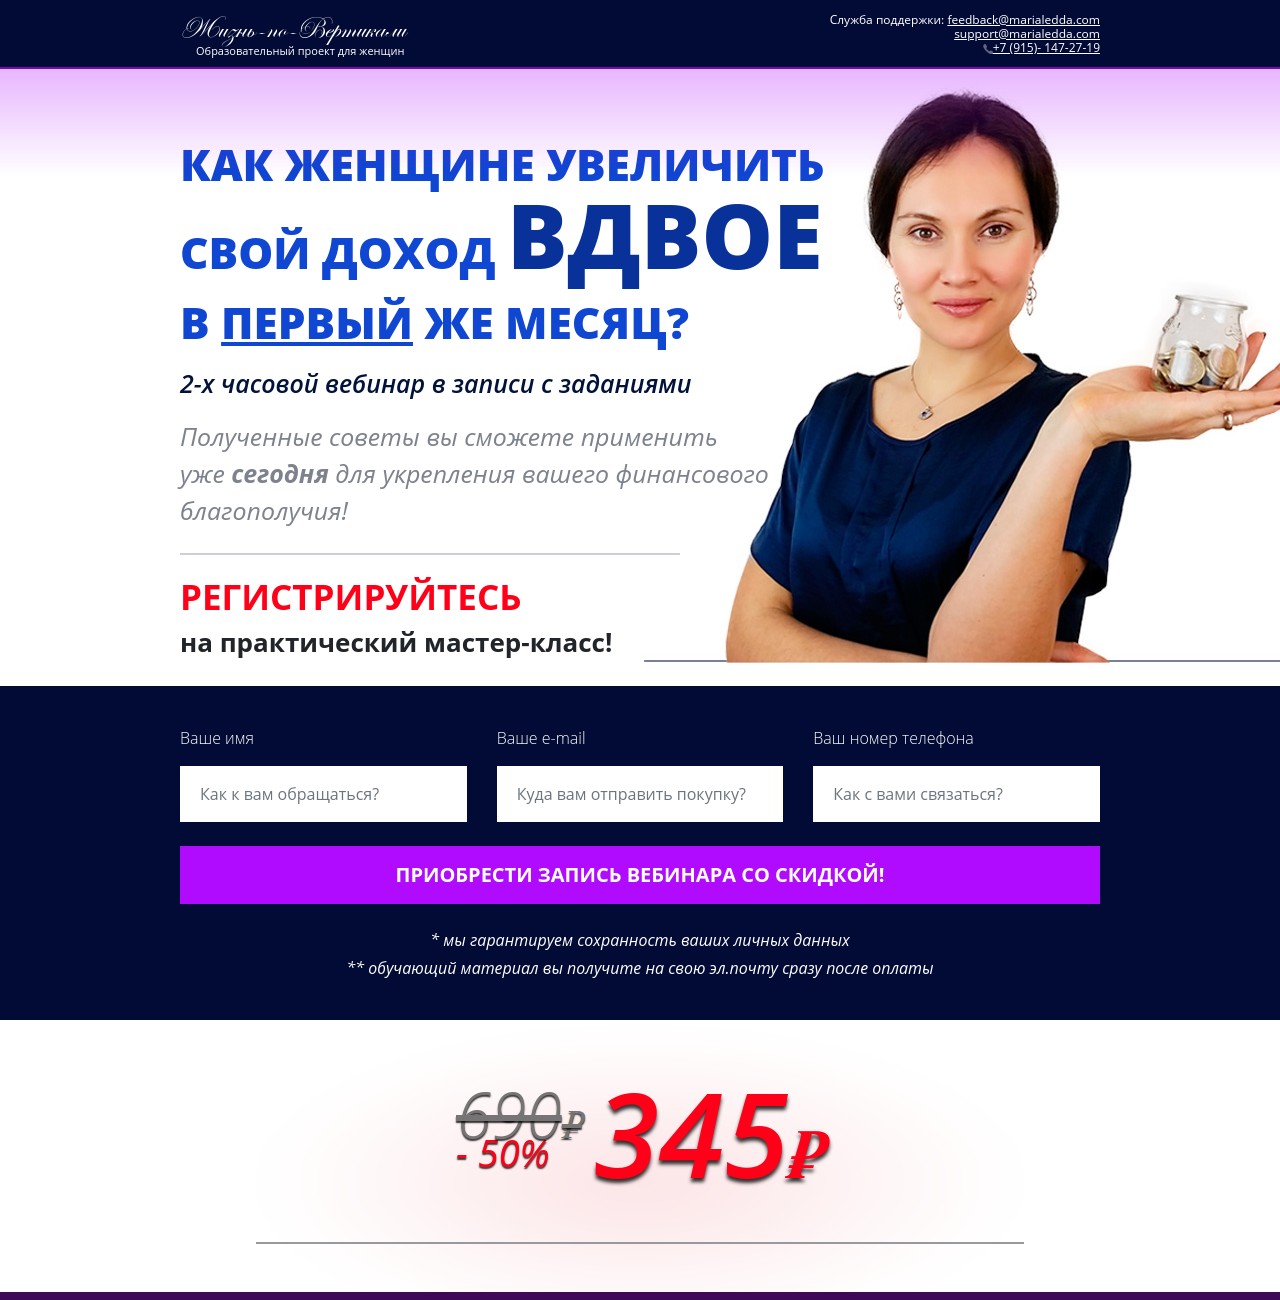 Жизнь-по-Вертикали
Образовательный проект для женщин
Служба поддержки: feedback@marialedda.com
support@marialedda.com
+7 (915)- 147-27-19
КАК ЖЕНЩИНЕ УВЕЛИЧИТЬ
СВОЙ ДОХОД ВДВОЕ
В ПЕРВЫЙ ЖЕ МЕСЯЦ?
2-х часовой вебинар в записи с заданиями
Полученные советы вы сможете применить
уже сегодня для укрепления вашего финансового
благополучия!
РЕГИСТРИРУЙТЕСЬ
на практический мастер-класс!
Ваше имя
Ваше e-mail
Ваш номер телефона
Как к вам обращаться?
Куда вам отправить покупку?
Как с вами связаться?
ПРИОБРЕСТИ ЗАПИСЬ ВЕБИНАРА СО СКИДКОЙ!
* мы гарантируем сохранность ваших личных данных
** обучающий материал вы получите на свою эл.почту сразу после оплаты
690₽ 345₽
- 50%